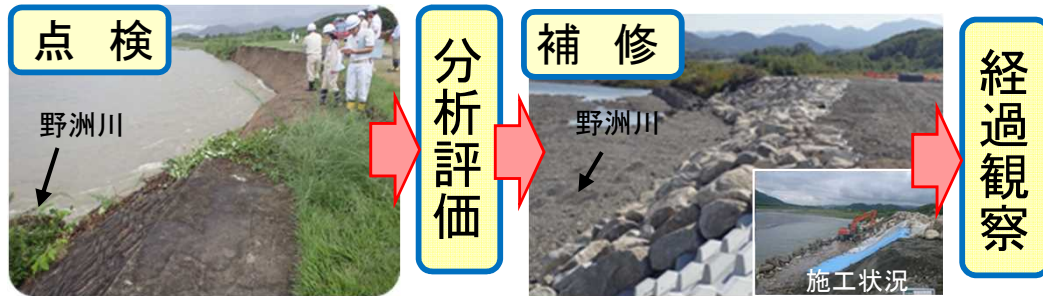 点検
野洲川
分析評価
補修
野洲川
施工状況
経過観察